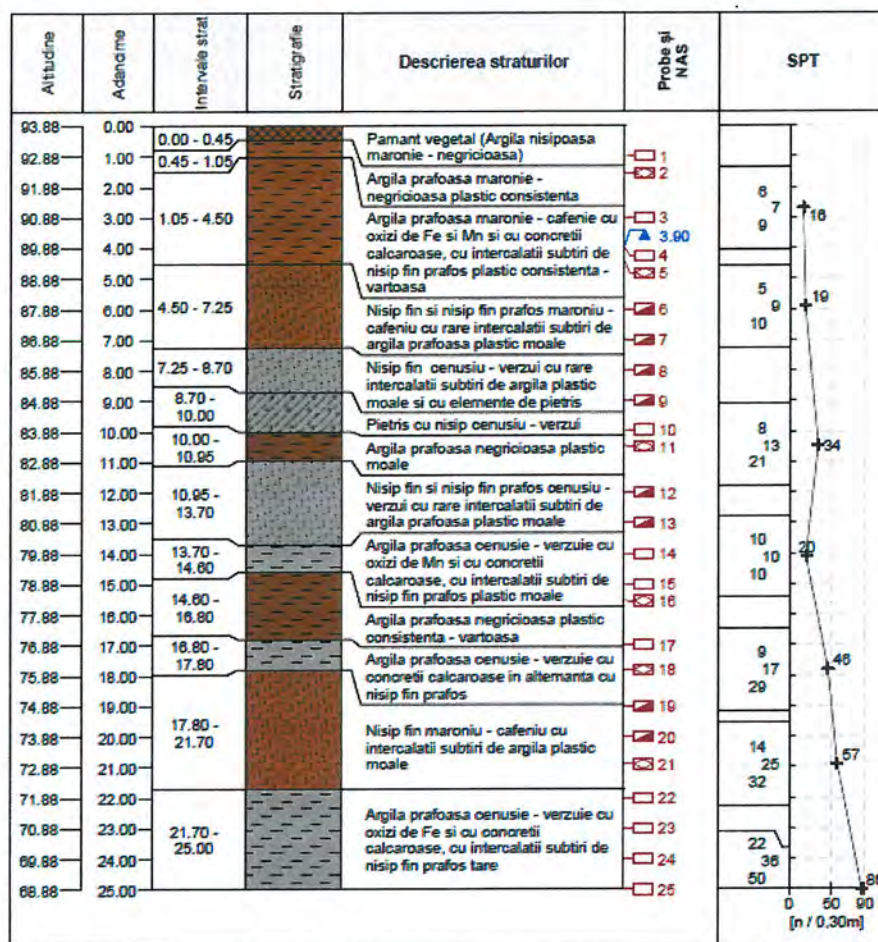 Altitudine
Adancime
Intervale strat
Stratigrafie
Descrierea straturilor
Probe și
NAS
SPT
93.88
92.88
91.88
90.88
89.88
88.88
87.88
86.88
85.88
84.88
83.88
82.88
81.88
80.88
79.88
78.88
77.88
76.88
75.88
74.88
73.88
72.88
71.88
70.88
69.88
68.88
0.00
1.00
2.00
3.00
4.00
5.00
6.00
7.00
8.00
9.00
10.00
11.00
12.00
13.00
14.00
15.00
16.00
17.00
18.00
19.00
20.00
21.00
22.00
23.00
24.00
25.00
0.00 - 0.45
0.45 - 1.05
1.05 - 4.50
4.50 - 7.25
7.25 - 8.70
8.70 -
10.00
10.00 -
10.95
10.95 -
13.70
13.70 -
14.60
14.60 -
16.80
16.80 -
17.80
17.80 -
21.70
21.70 -
25.00
Pamant vegetal (Argila nisipoasa
maronie - negricioasa)
Argila prafoasa maronie -
negricioasa plastic consistenta
Argila prafoasa maronie - cafenie cu
oxizi de Fe si Mn si cu concretii
calcaroase, cu intercalatii subtiri de
nisip fin prafos plastic consistenta -
vartoasa
Nisip fin si nisip fin prafos maroniu -
cafeniu cu rare intercalatii subtiri de
argila prafoasa plastic moale
Nisip fin cenusiu - verzui cu rare
intercalatii subtiri de argila plastic
moale si cu elemente de pietris
Pietris cu nisip cenusiu - verzui
Argila prafoasa negricioasa plastic
moale
Nisip fin si nisip fin prafos cenusiu -
verzui cu rare intercalatii subtiri de
argila prafoasa plastic moale
Argila prafoasa cenusie - verzuie cu
oxizi de Mn si cu concretii
calcaroase, cu intercalatii subtiri de
nisip fin prafos plastic moale
Argila prafoasa negricioasa plastic
consistenta - vartoasa
Argila prafoasa cenusie - verzuie cu
concretii calcaroase in alternanta cu
nisip fin prafos
Nisip fin maroniu - cafeniu cu
intercalatii subtiri de argila plastic
moale
Argila prafoasa cenusie - verzuie cu
oxizi de Fe si cu concretii
calcaroase, cu intercalatii subtiri de
nisip fin prafos tare
1
2
3
3.90
4
5
6
7
8
9
10
11
12
13
14
15
16
17
18
19
20
21
22
23
24
25
6
7
9
16
5
9
10
19
8
13
21
34
10
10
10
20
9
17
29
46
14
25
32
57
22
36
50
0 50 90
[n / 0,30m]